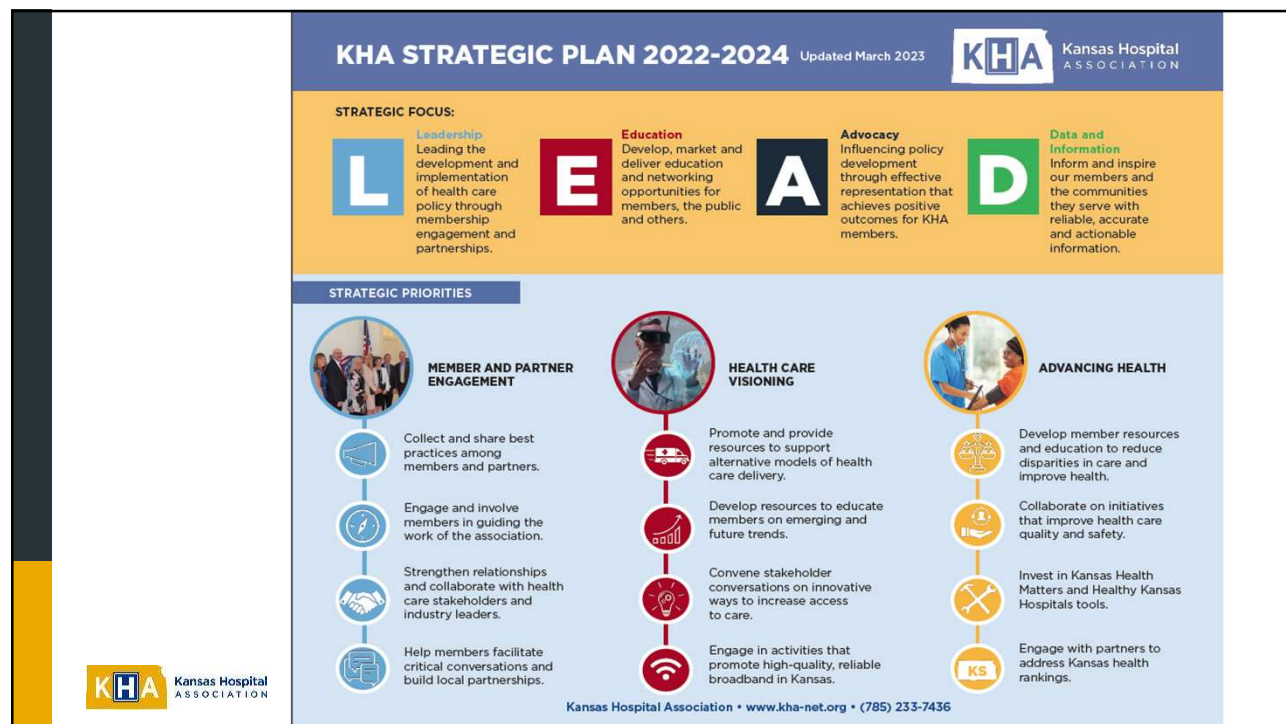 KHA STRATEGIC PLAN 2022-2024 Updated March 2023
KHA Kansas Hospital
ASSOCIATION
STRATEGIC FOCUS:
L
Leadership
Leading the
development and
implementation
of health care
policy through
membership
engagement and
partnerships.
E
Education
Develop, market and
deliver education
and networking
opportunities for
members, the public
and others.
A
Advocacy
Influencing policy
development
through effective
representation that
achieves positive
outcomes for KHA
members.
D
Data and
Information
Inform and inspire
our members and
the communities
they serve with
reliable, accurate
and actionable
information.
STRATEGIC PRIORITIES
MEMBER AND PARTNER
ENGAGEMENT
Collect and share best
practices among
members and partners.
Engage and involve
members in guiding the
work of the association.
Strengthen relationships
and collaborate with health
care stakeholders and
industry leaders.
Help members facilitate
critical conversations and
build local partnerships.
HEALTH CARE
VISIONING
Promote and provide
resources to support
alternative models of health
care delivery.
Develop resources to educate
members on emerging and
future trends.
Convene stakeholder
conversations on innovative
ways to increase access
to care.
Engage in activities that
promote high-quality, reliable
broadband in Kansas.
ADVANCING HEALTH
Develop member resources
and education to reduce
disparities in care and
improve health.
Collaborate on initiatives
that improve health care
quality and safety.
Invest in Kansas Health
Matters and Healthy Kansas
Hospitals tools.
KS
Engage with partners to
address Kansas health
rankings.
Kansas Hospital Association • www.kha-net.org • (785) 233-7436
KHA Kansas Hospital
ASSOCIATION